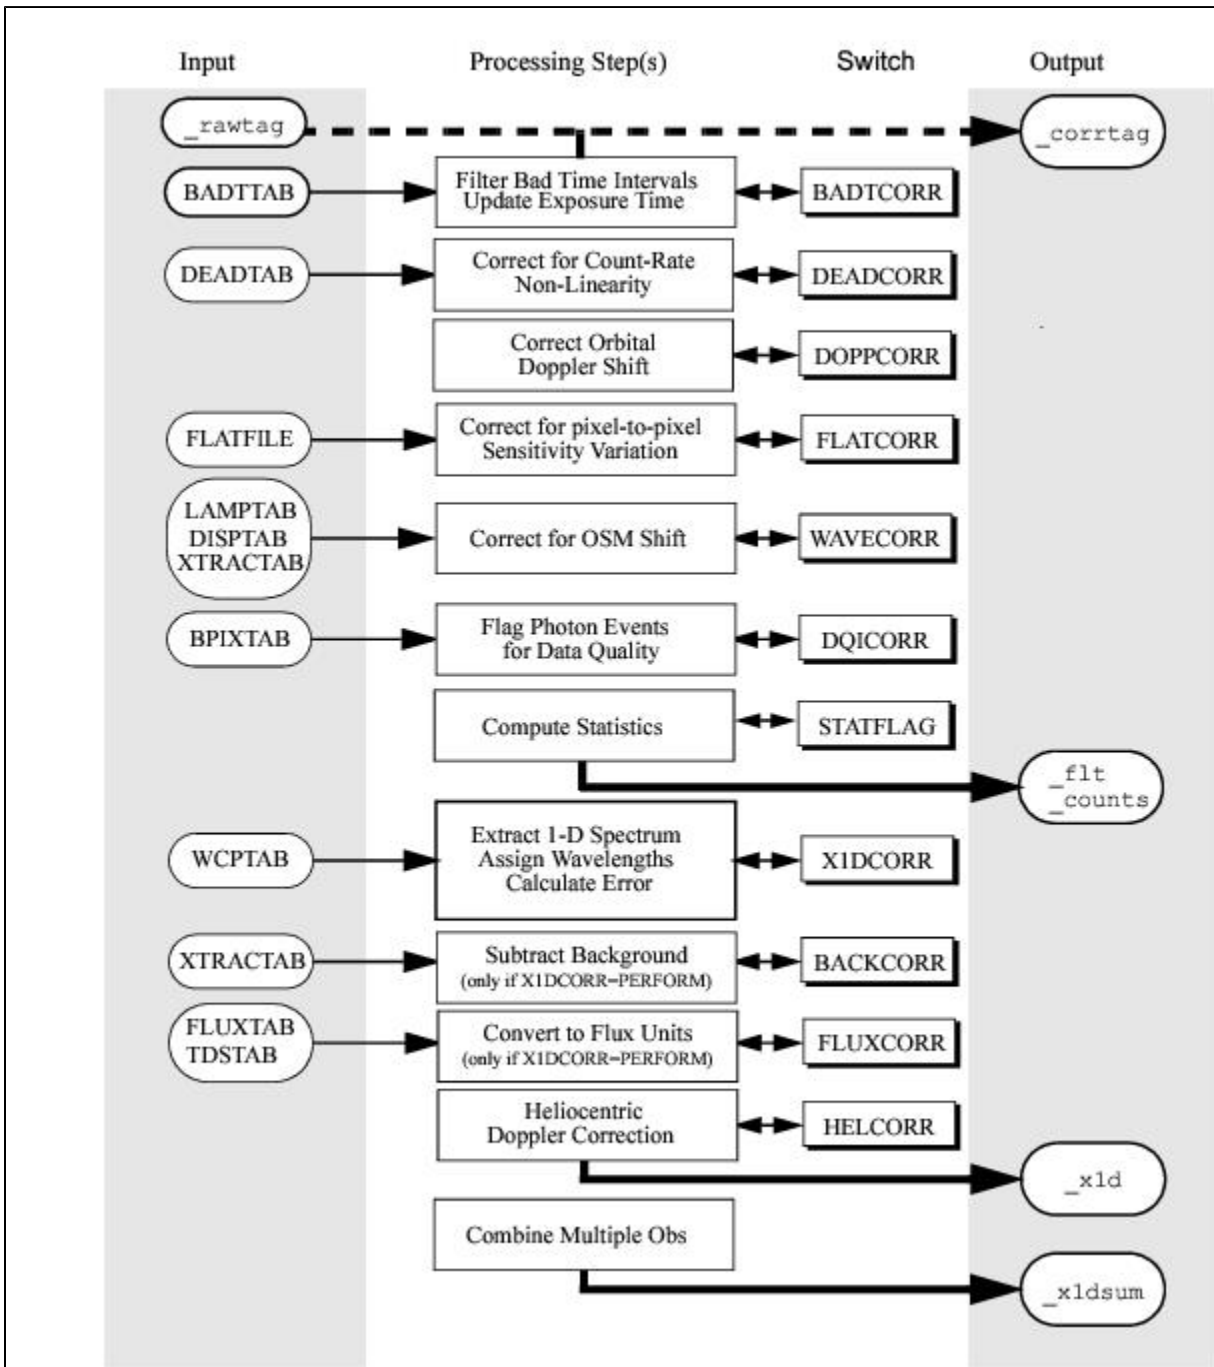 Input Processing Step(s) Switch Output
_rawtag
_corrtag
BADTTAB
Filter Bad Time Intervals
Update Exposure Time
BADTCORR
DEADTAB
Correct for Count-Rate
Non-Linearity
DEADCORR
Correct Orbital
Doppler Shift
DOPPCORR
FLATFILE
Correct for pixel-to-pixel
Sensitivity Variation
FLATCORR
LAMPTAB
DISPTAB
XTRACTAB
Correct for OSM Shift
WAVECORR
BPIXTAB
Flag Photon Events
for Data Quality
DQICORR
Compute Statistics
STATFLAG
_flt
_counts
WCPTAB
Extract 1-D Spectrum
Assign Wavelengths
Calculate Error
X1DCORR
XTRACTAB
Subtract Background
(only if X1DCORR=PERFORM)
BACKCORR
FLUXTAB
TDSTAB
Convert to Flux Units
(only if X1DCORR=PERFORM)
FLUXCORR
Heliocentric
Doppler Correction
HELCORR
_x1d
Combine Multiple Obs
_x1dsum